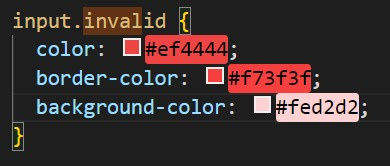 input.invalid {
color: #ef4444;
border-color: #f73f3f;
background-color: #fed2d2;
}